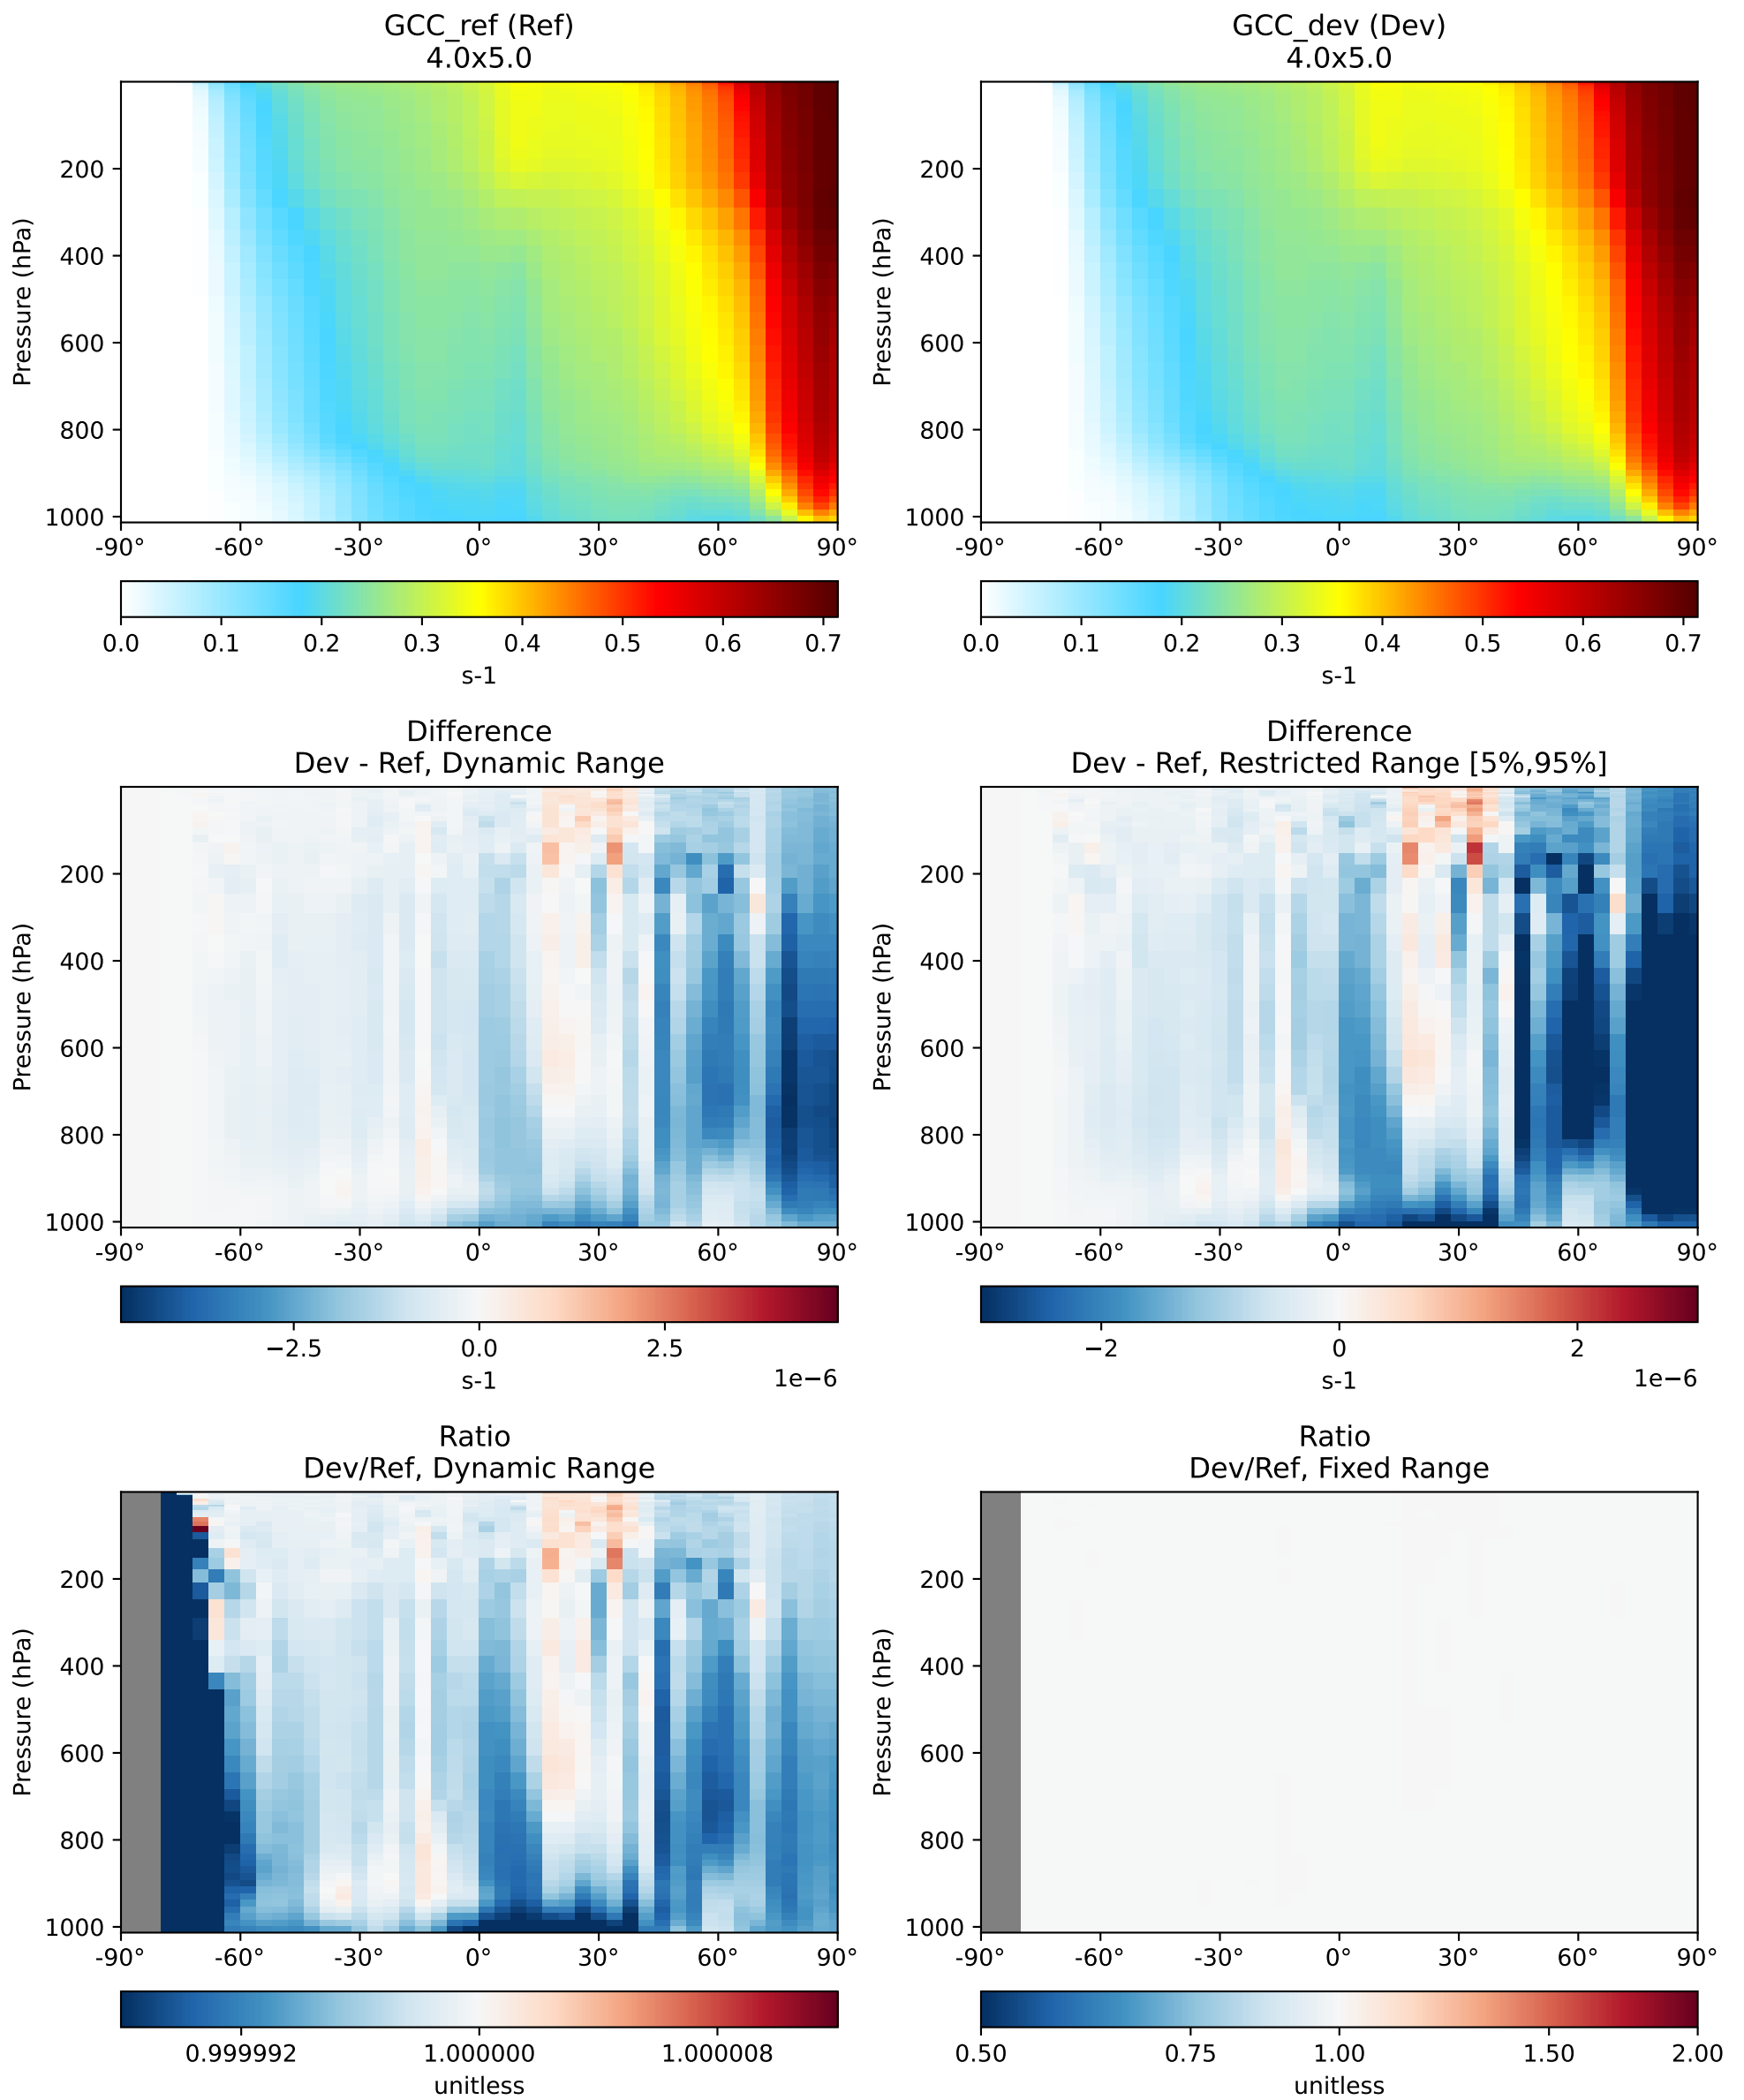 GCC_ref (Ref)
4.0x5.0
Pressure (hPa)
200
400
600
800
1000
-90° -60° -30° 0° 30° 60° 90°
0.0 0.1 0.2 0.3 0.4 0.5 0.6 0.7
s-1
GCC_dev (Dev)
4.0x5.0
Pressure (hPa)
200
400
600
800
1000
-90° -60° -30° 0° 30° 60° 90°
0.0 0.1 0.2 0.3 0.4 0.5 0.6 0.7
s-1
Difference
Dev - Ref, Dynamic Range
Pressure (hPa)
200
400
600
800
1000
-90° -60° -30° 0° 30° 60° 90°
−2.5 0.0 2.5
s-1 1e−6
Difference
Dev - Ref, Restricted Range [5%,95%]
Pressure (hPa)
200
400
600
800
1000
-90° -60° -30° 0° 30° 60° 90°
−2 0 2
s-1 1e−6
Ratio
Dev/Ref, Dynamic Range
Pressure (hPa)
200
400
600
800
1000
-90° -60° -30° 0° 30° 60° 90°
0.999992 1.000000 1.000008
unitless
Ratio
Dev/Ref, Fixed Range
Pressure (hPa)
200
400
600
800
1000
-90° -60° -30° 0° 30° 60° 90°
0.50 0.75 1.00 1.50 2.00
unitless